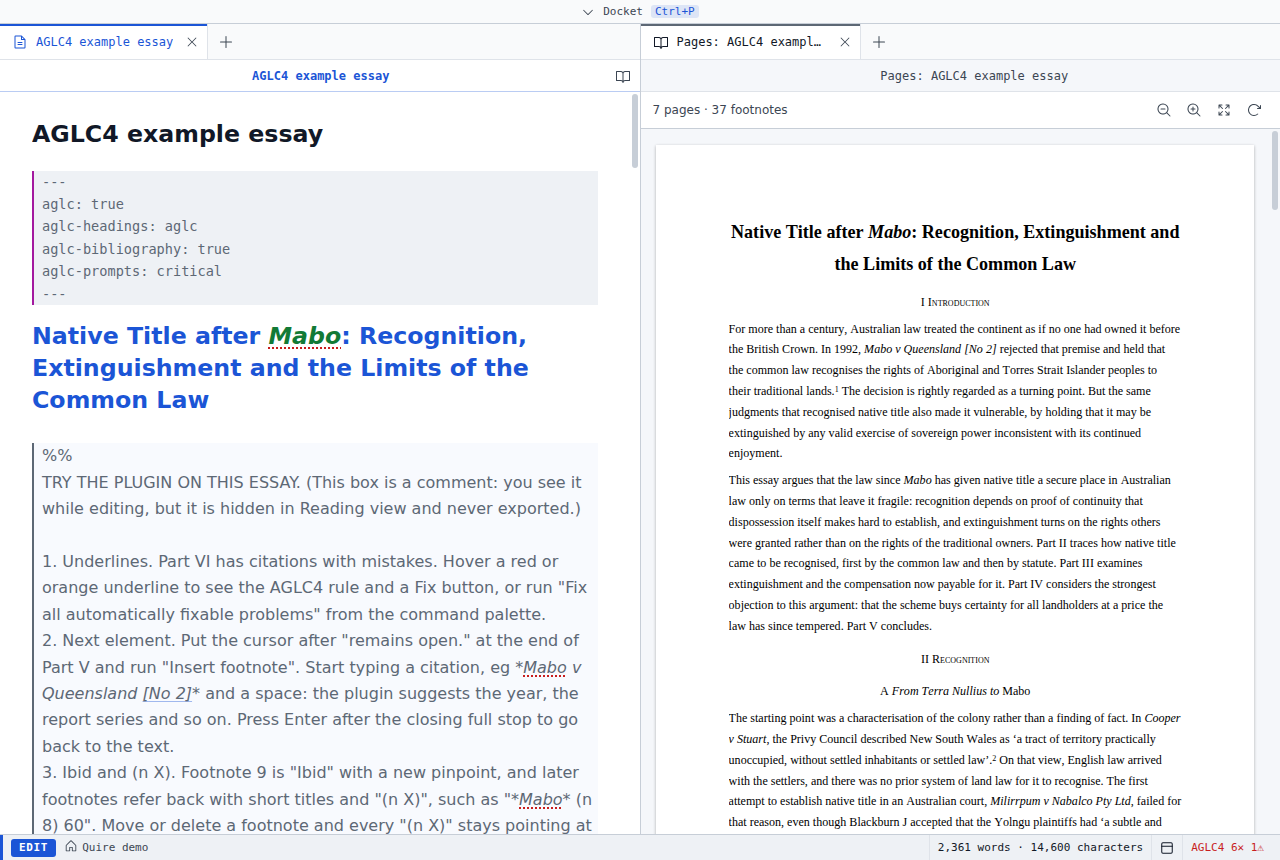 Docket Ctrl+P
AGLC4 example essay
Pages: AGLC4 exampl…
AGLC4 example essay
Pages: AGLC4 example essay
7 pages · 37 footnotes
AGLC4 example essay
---
aglc: true
aglc-headings: aglc
aglc-bibliography: true
aglc-prompts: critical
---
Native Title after Mabo: Recognition,
Extinguishment and the Limits of the
Common Law
%%
TRY THE PLUGIN ON THIS ESSAY. (This box is a comment: you see it
while editing, but it is hidden in Reading view and never exported.)
1. Underlines. Part VI has citations with mistakes. Hover a red or
orange underline to see the AGLC4 rule and a Fix button, or run "Fix
all automatically fixable problems" from the command palette.
2. Next element. Put the cursor after "remains open." at the end of
Part V and run "Insert footnote". Start typing a citation, eg *Mabo v
Queensland [No 2]* and a space: the plugin suggests the year, the
report series and so on. Press Enter after the closing full stop to go
back to the text.
3. Ibid and (n X). Footnote 9 is "Ibid" with a new pinpoint, and later
footnotes refer back with short titles and "(n X)", such as "*Mabo* (n
8) 60". Move or delete a footnote and every "(n X)" stays pointing at
Native Title after Mabo: Recognition, Extinguishment and
the Limits of the Common Law
I Introduction
For more than a century, Australian law treated the continent as if no one had owned it before
the British Crown. In 1992, Mabo v Queensland [No 2] rejected that premise and held that
the common law recognises the rights of Aboriginal and Torres Strait Islander peoples to
their traditional lands.1 The decision is rightly regarded as a turning point. But the same
judgments that recognised native title also made it vulnerable, by holding that it may be
extinguished by any valid exercise of sovereign power inconsistent with its continued
enjoyment.
This essay argues that the law since Mabo has given native title a secure place in Australian
law only on terms that leave it fragile: recognition depends on proof of continuity that
dispossession itself makes hard to establish, and extinguishment turns on the rights others
were granted rather than on the rights of the traditional owners. Part II traces how native title
came to be recognised, first by the common law and then by statute. Part III examines
extinguishment and the compensation now payable for it. Part IV considers the strongest
objection to this argument: that the scheme buys certainty for all landholders at a price the
law has since tempered. Part V concludes.
II Recognition
A From Terra Nullius to Mabo
The starting point was a characterisation of the colony rather than a finding of fact. In Cooper
v Stuart, the Privy Council described New South Wales as ‘a tract of territory practically
unoccupied, without settled inhabitants or settled law’.2 On that view, English law arrived
with the settlers, and there was no prior system of land law for it to recognise. The first
attempt to establish native title in an Australian court, Milirrpum v Nabalco Pty Ltd, failed for
that reason, even though Blackburn J accepted that the Yolngu plaintiffs had ‘a subtle and
EDIT Quire demo
2,361 words · 14,600 characters
AGLC4 6× 1⚠